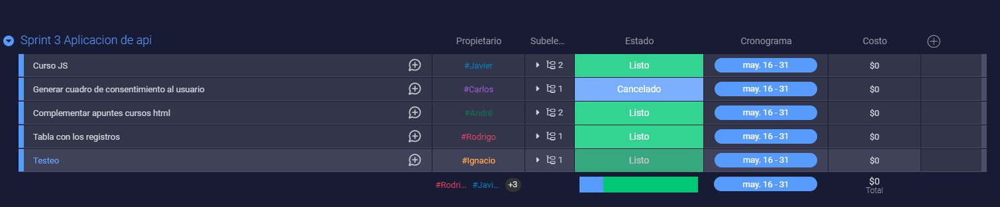 Sprint 3 Aplicacion de api Propietario Subele... Estado Cronograma Costo
Curso JS #Javier 2 Listo may. 16 - 31 $0
Generar cuadro de consentimiento al usuario #Carlos 1 Cancelado may. 16 - 31 $0
Complementar apuntes cursos html #André 2 Listo may. 16 - 31 $0
Tabla con los registros #Rodrigo 1 Listo may. 16 - 31 $0
Testeo #Ignacio 1 Listo may. 16 - 31 $0
#Rodri... #Javi... +3 may. 16 - 31 $0
Total